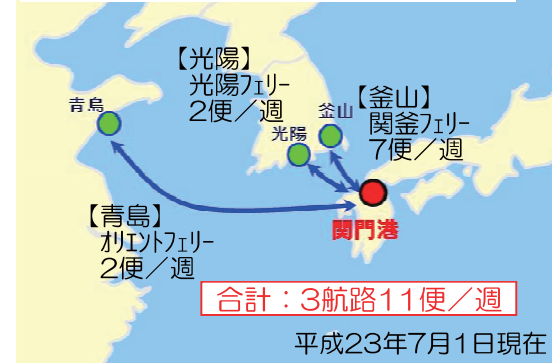 【光陽】
光陽ﾌｪﾘｰ
2便／週
【釜山】
関釜ﾌｪﾘｰ
7便／週
青島
釜山
光陽
関門港
【青島】
ｵﾘｴﾝﾄﾌｪﾘｰ
2便／週
合計：3航路11便／週
平成23年7月1日現在